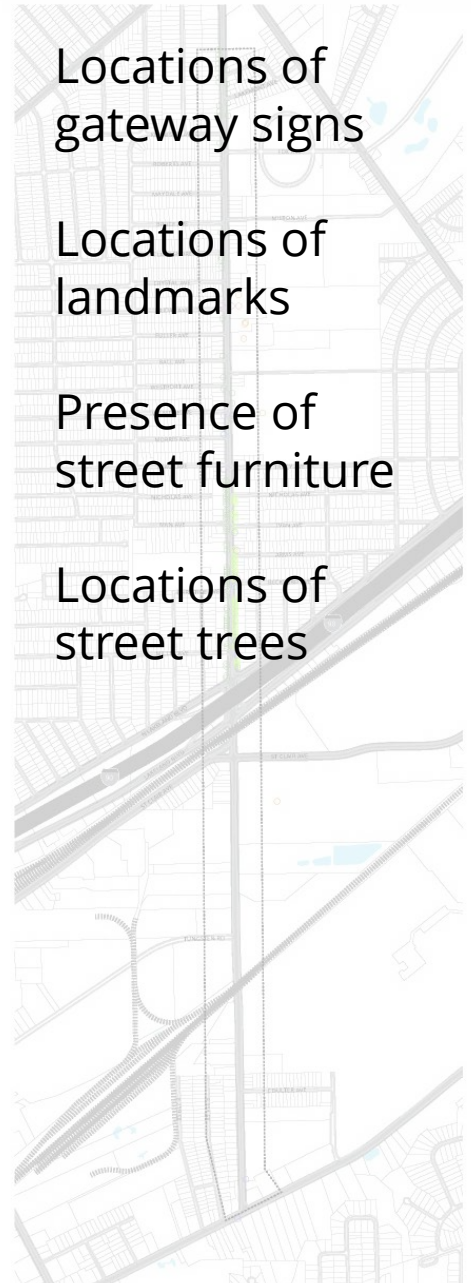 Locations of
gateway signs
Locations of
landmarks
Presence of
street furniture
Locations of
street trees